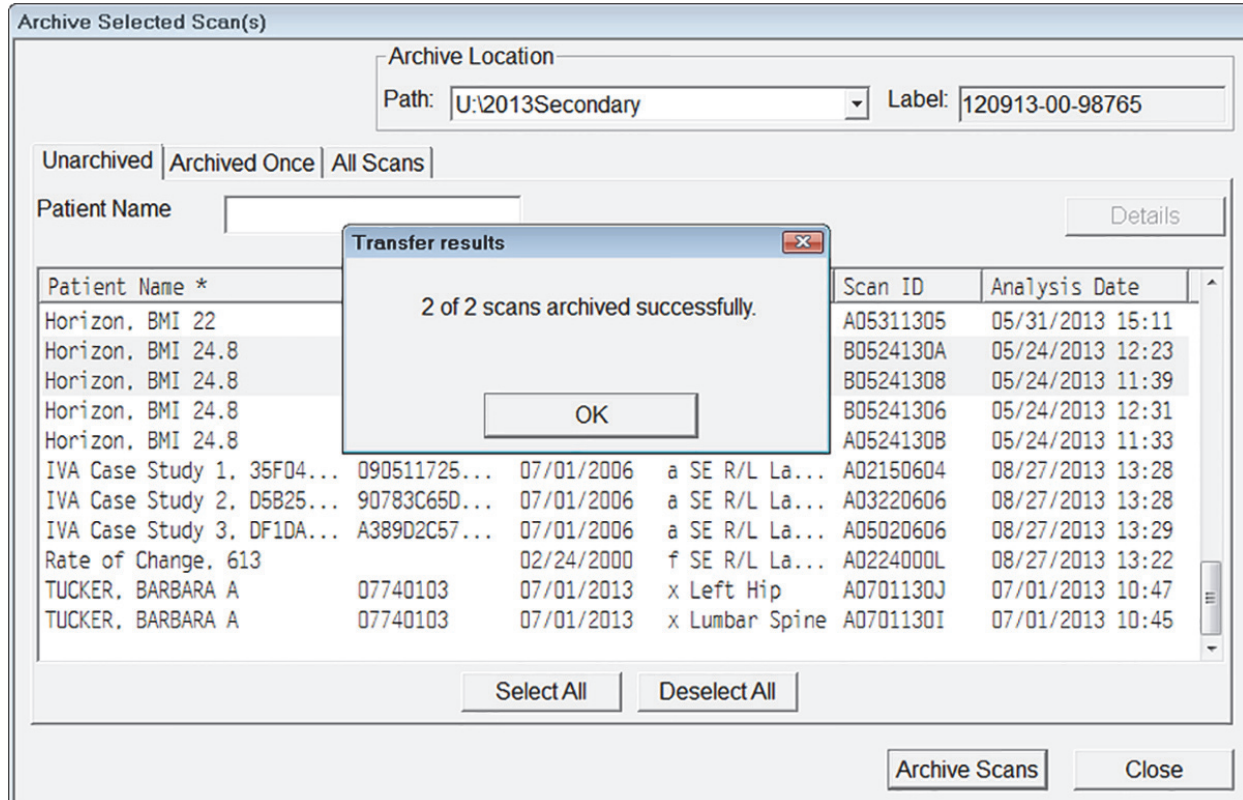 Archive Selected Scan(s)
Archive Location
Path: U:\2013Secondary Label: 120913-00-98765
Unarchived Archived Once All Scans
Patient Name
Details
Transfer results
2 of 2 scans archived successfully.
OK
Patient Name * Scan ID Analysis Date
Horizon, BMI 22 A05311305 05/31/2013 15:11
Horizon, BMI 24.8 B0524130A 05/24/2013 12:23
Horizon, BMI 24.8 B05241308 05/24/2013 11:39
Horizon, BMI 24.8 B05241306 05/24/2013 12:31
Horizon, BMI 24.8 A0524130B 05/24/2013 11:33
IVA Case Study 1, 35F04... 090511725... 07/01/2006 a SE R/L La... A02150604 08/27/2013 13:28
IVA Case Study 2, D5B25... 90783C65D... 07/01/2006 a SE R/L La... A03220606 08/27/2013 13:28
IVA Case Study 3, DF1DA... A389D2C57... 07/01/2006 a SE R/L La... A05020606 08/27/2013 13:29
Rate of Change, 613 02/24/2000 f SE R/L La... A0224000L 08/27/2013 13:22
TUCKER, BARBARA A 07740103 07/01/2013 x Left Hip A0701130J 07/01/2013 10:47
TUCKER, BARBARA A 07740103 07/01/2013 x Lumbar Spine A0701130I 07/01/2013 10:45
Select All Deselect All
Archive Scans Close